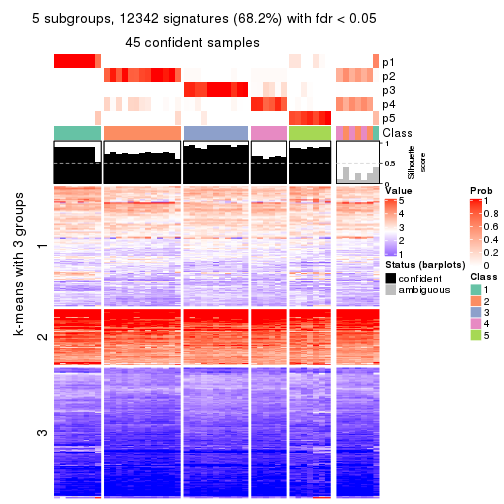 5 subgroups, 12342 signatures (68.2%) with fdr < 0.05
45 confident samples
p1
p2
p3
p4
p5
Class
1
0.5
0
Silhouette
score
k-means with 3 groups
1
2
3
Value
5
4
3
2
1
Status (barplots)
confident
ambiguous
Prob
1
0.8
0.6
0.4
0.2
0
Class
1
2
3
4
5